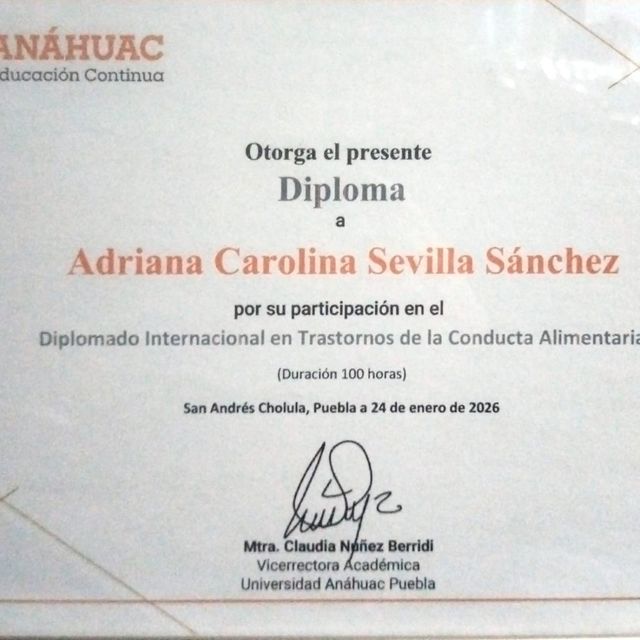 ANÁHUAC
ducación Continua
Otorga el presente
Diploma
a
Adriana Carolina Sevilla Sánchez
por su participación en el
Diplomado Internacional en Trastornos de la Conducta Alimentaria
(Duración 100 horas)
San Andrés Cholula, Puebla a 24 de enero de 2026
Mtra. Claudia Núñez Berridi
Vicerrectora Académica
Universidad Anáhuac Puebla